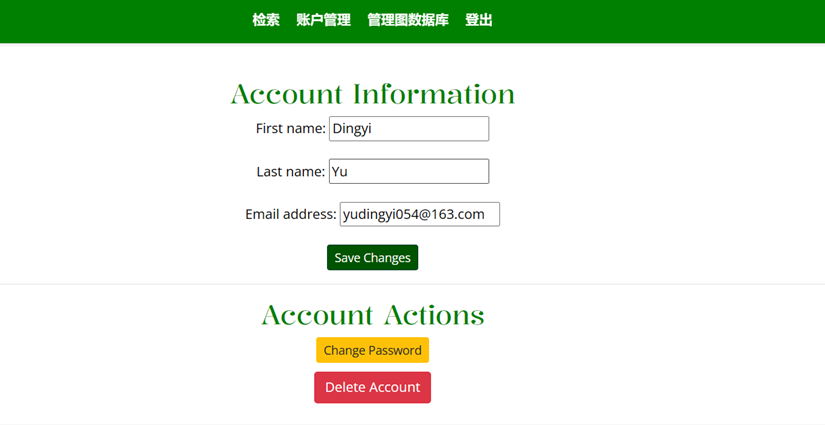 检索 账户管理 管理图数据库 登出
Account Information
First name: Dingyi
Last name: Yu
Email address: yudingyi054@163.com
Save Changes
Account Actions
Change Password
Delete Account